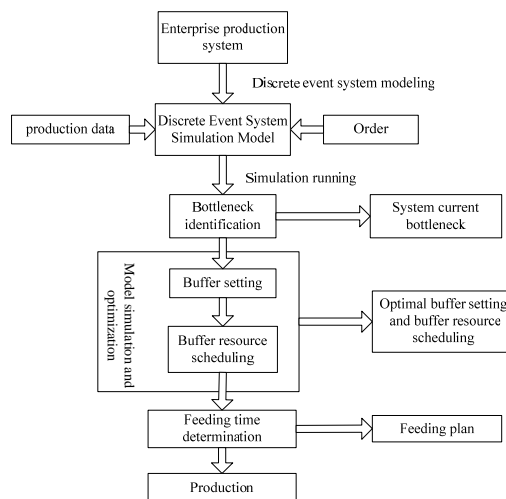 Enterprise production
system
Discrete event system modeling
production data
Discrete Event System
Simulation Model
Order
Simulation running
Bottleneck
identification
System current
bottleneck
Model simulation and
optimization
Buffer setting
Buffer resource
scheduling
Optimal buffer setting
and buffer resource
scheduling
Feeding time
determination
Feeding plan
Production